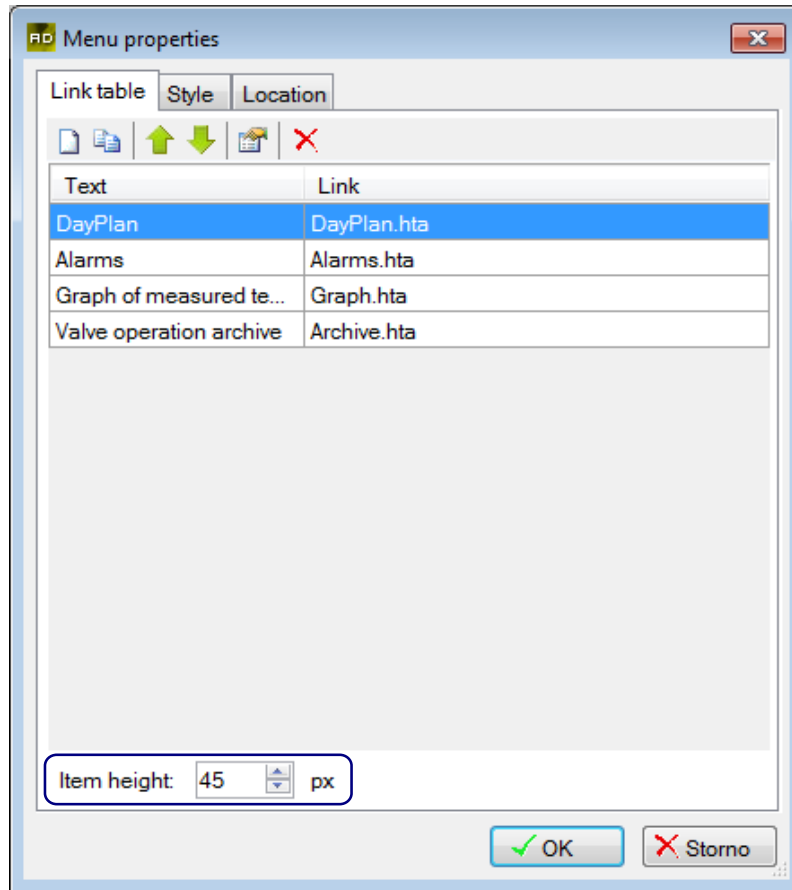 RD Menu properties
Link table Style Location
Text Link
DayPlan DayPlan.hta
Alarms Alarms.hta
Graph of measured te... Graph.hta
Valve operation archive Archive.hta
Item height: 45 px
OK Storno